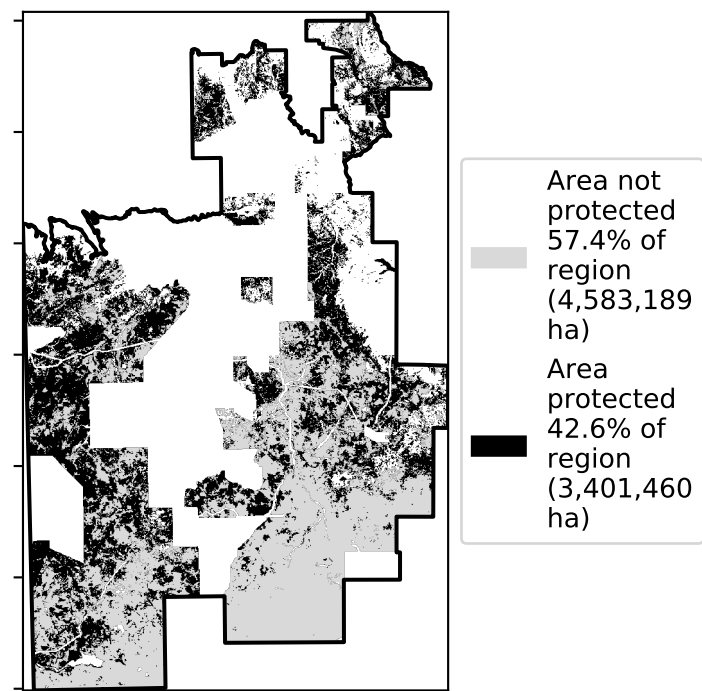 Area not
protected
57.4% of
region
(4,583,189
ha)
Area
protected
42.6% of
region
(3,401,460
ha)